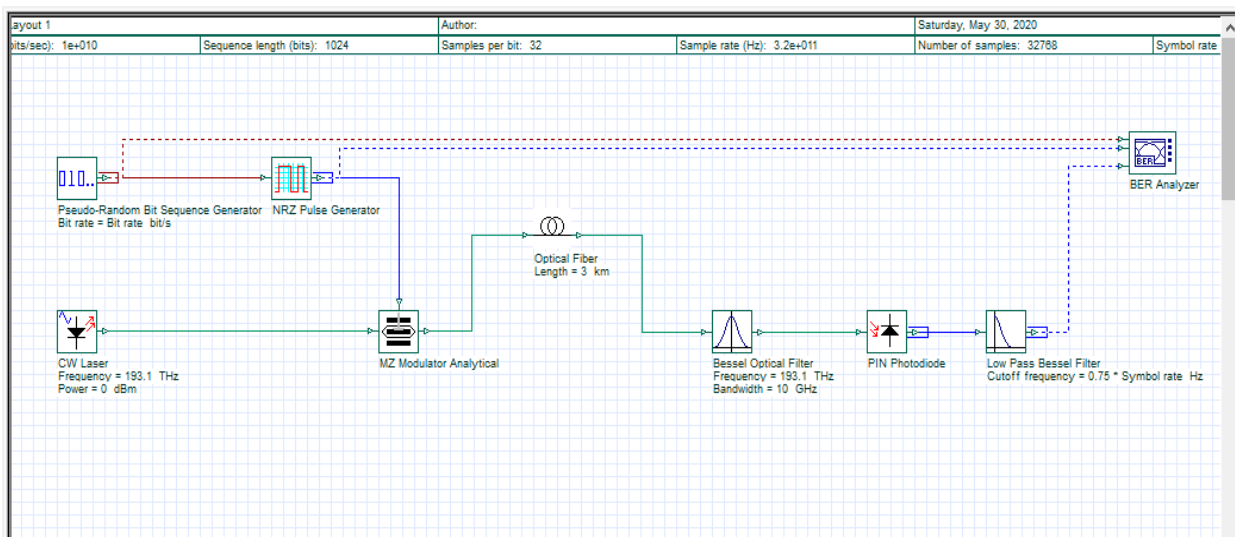 ayout 1
Author:
Saturday, May 30, 2020
bits/sec): 1e+010
Sequence length (bits): 1024
Samples per bit: 32
Sample rate (Hz): 3.2e+011
Number of samples: 32768
Symbol rate
010..
Pseudo-Random Bit Sequence Generator
Bit rate = Bit rate bit/s
NRZ Pulse Generator
BER
BER Analyzer
Optical Fiber
Length = 3 km
CW Laser
Frequency = 193.1 THz
Power = 0 dBm
MZ Modulator Analytical
Bessel Optical Filter
Frequency = 193.1 THz
Bandwidth = 10 GHz
PIN Photodiode
Low Pass Bessel Filter
Cutoff frequency = 0.75 * Symbol rate Hz